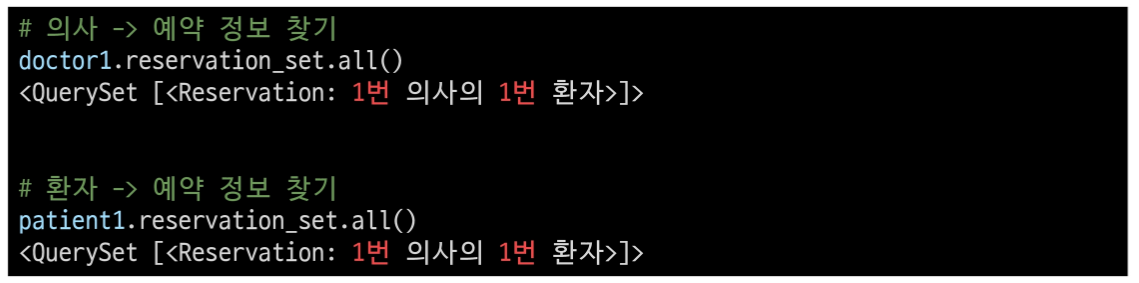 # 의사 -> 예약 정보 찾기
doctor1.reservation_set.all()
<QuerySet [<Reservation: 1번 의사의 1번 환자>]>
# 환자 -> 예약 정보 찾기
patient1.reservation_set.all()
<QuerySet [<Reservation: 1번 의사의 1번 환자>]>